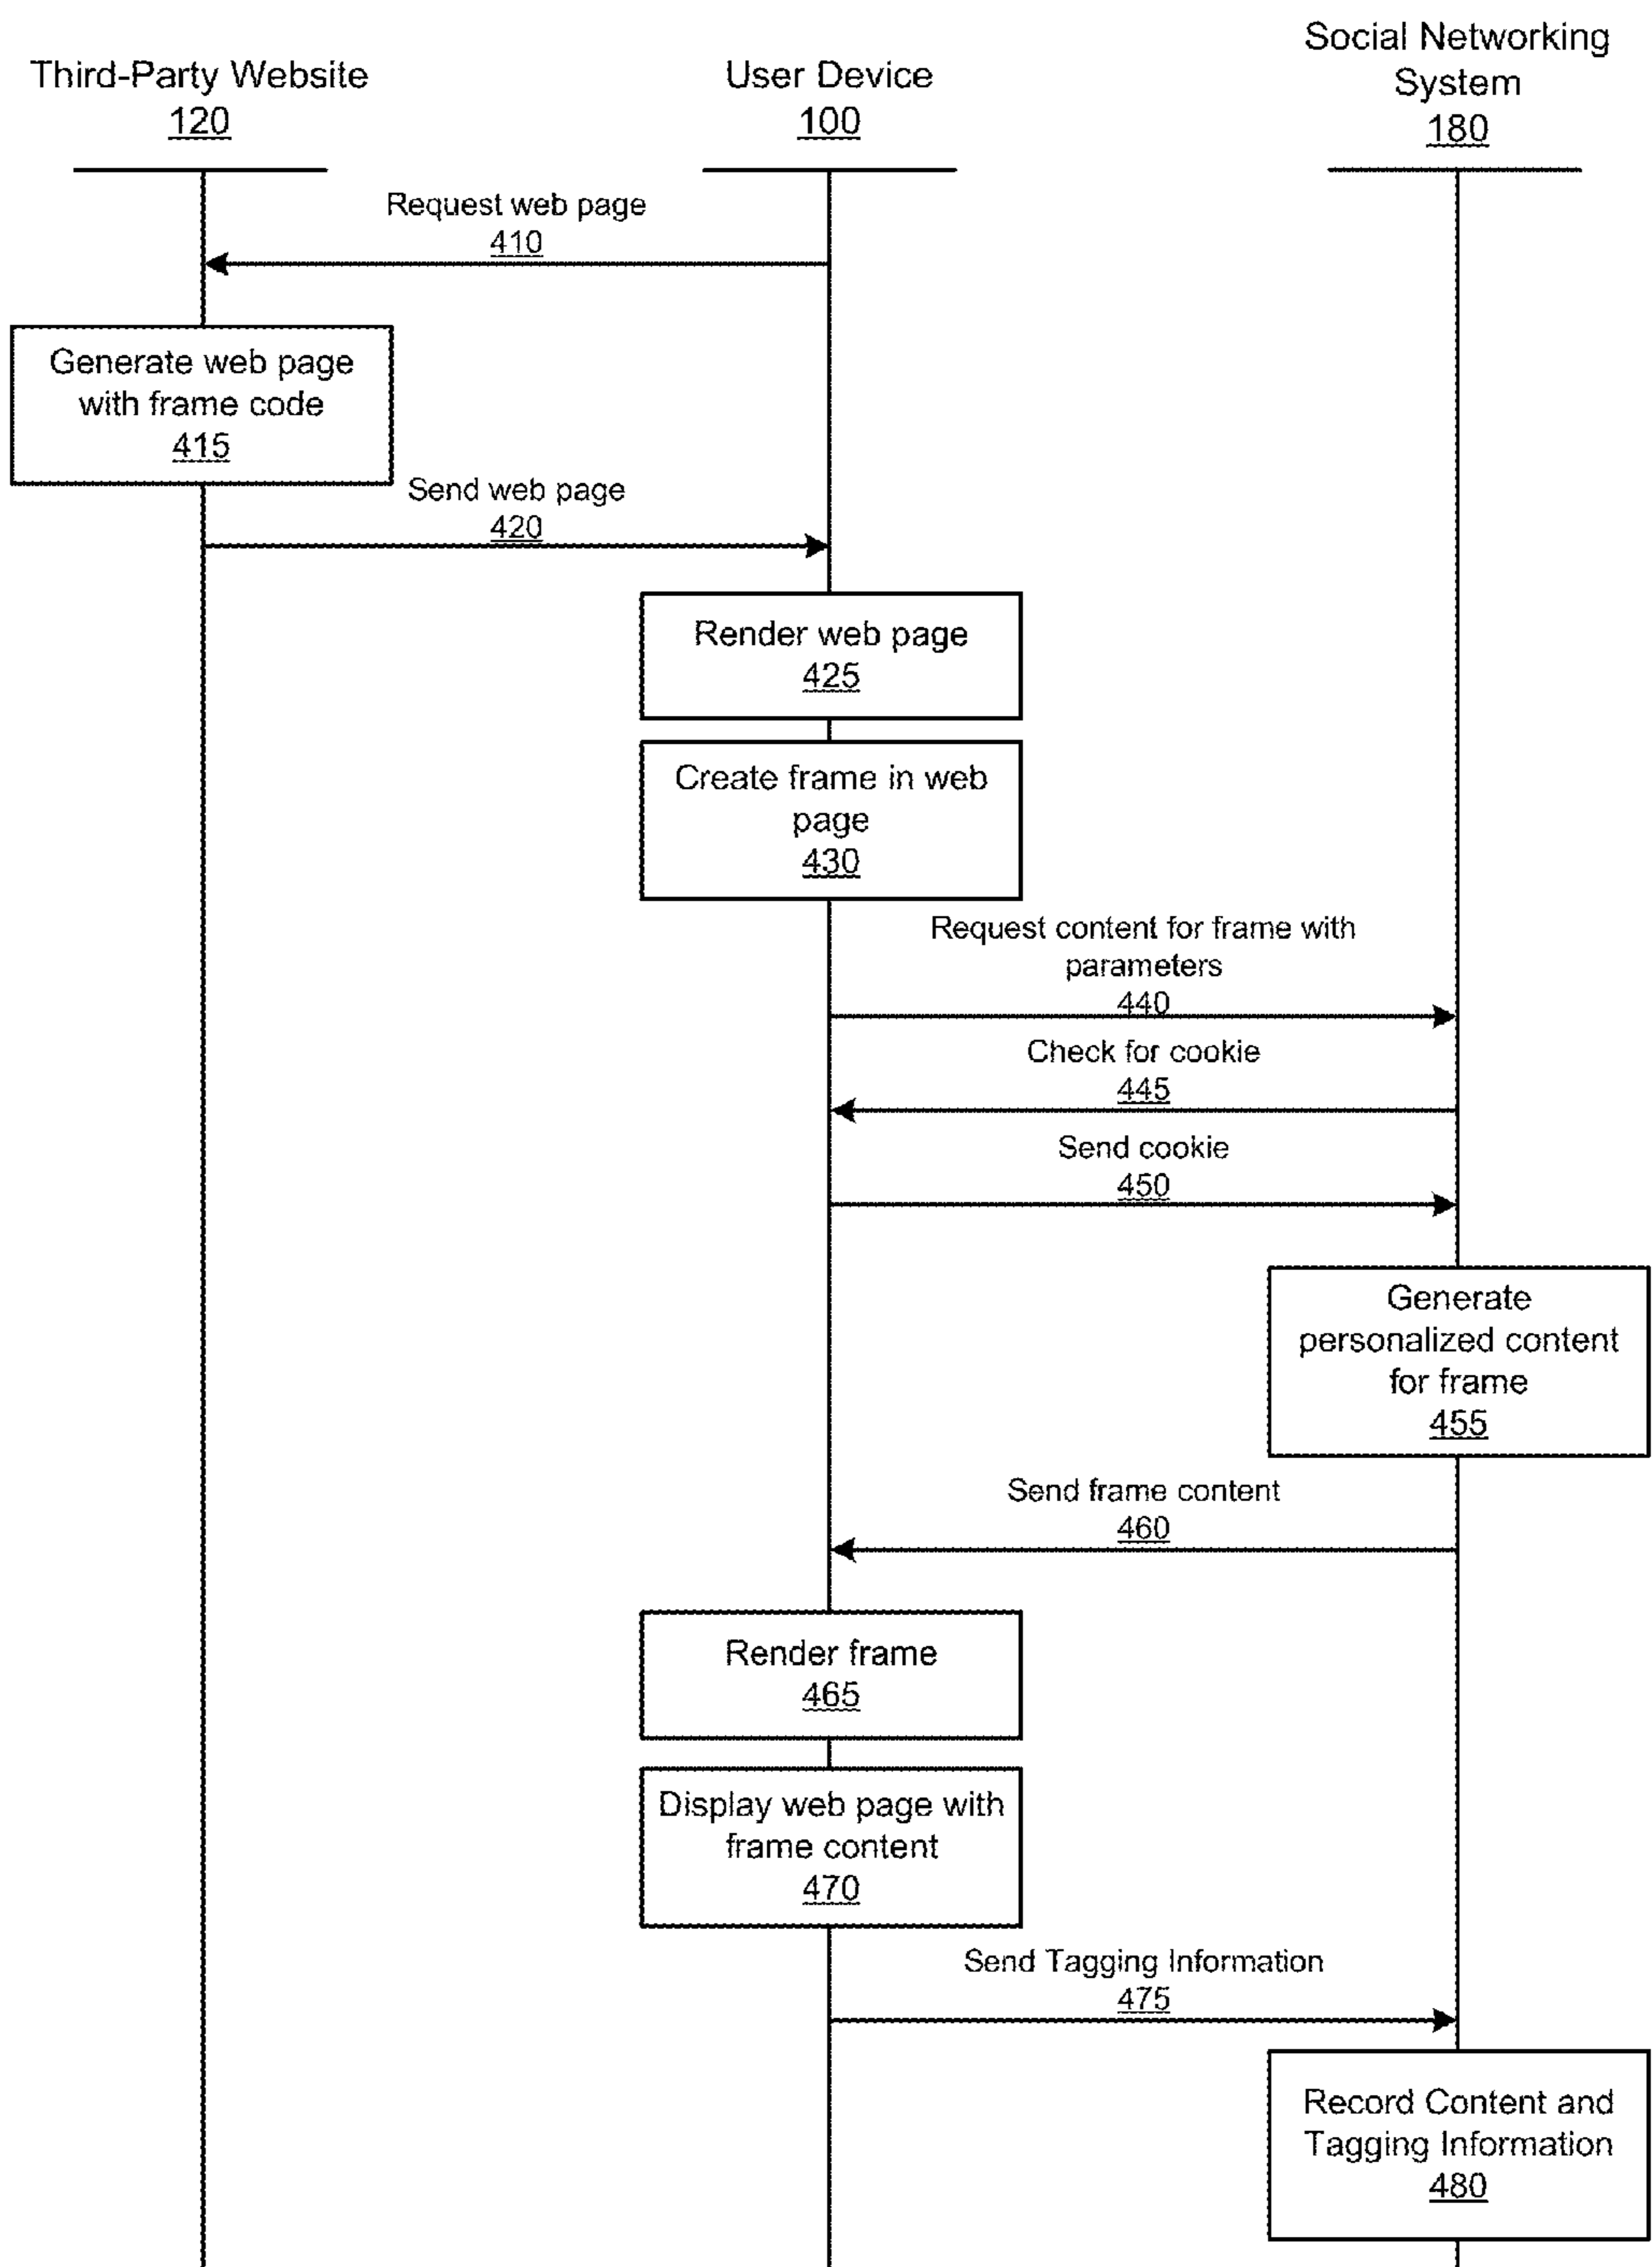 Third-Party Website
120
User Device
100
Social Networking
System
180
Request web page
410
Generate web page
with frame code
415
Send web page
420
Render web page
425
Create frame in web
page
430
Request content for frame with
parameters
440
Check for cookie
445
Send cookie
450
Generate
personalized content
for frame
455
Send frame content
460
Render frame
465
Display web page with
frame content
470
Send Tagging Information
475
Record Content and
Tagging Information
480